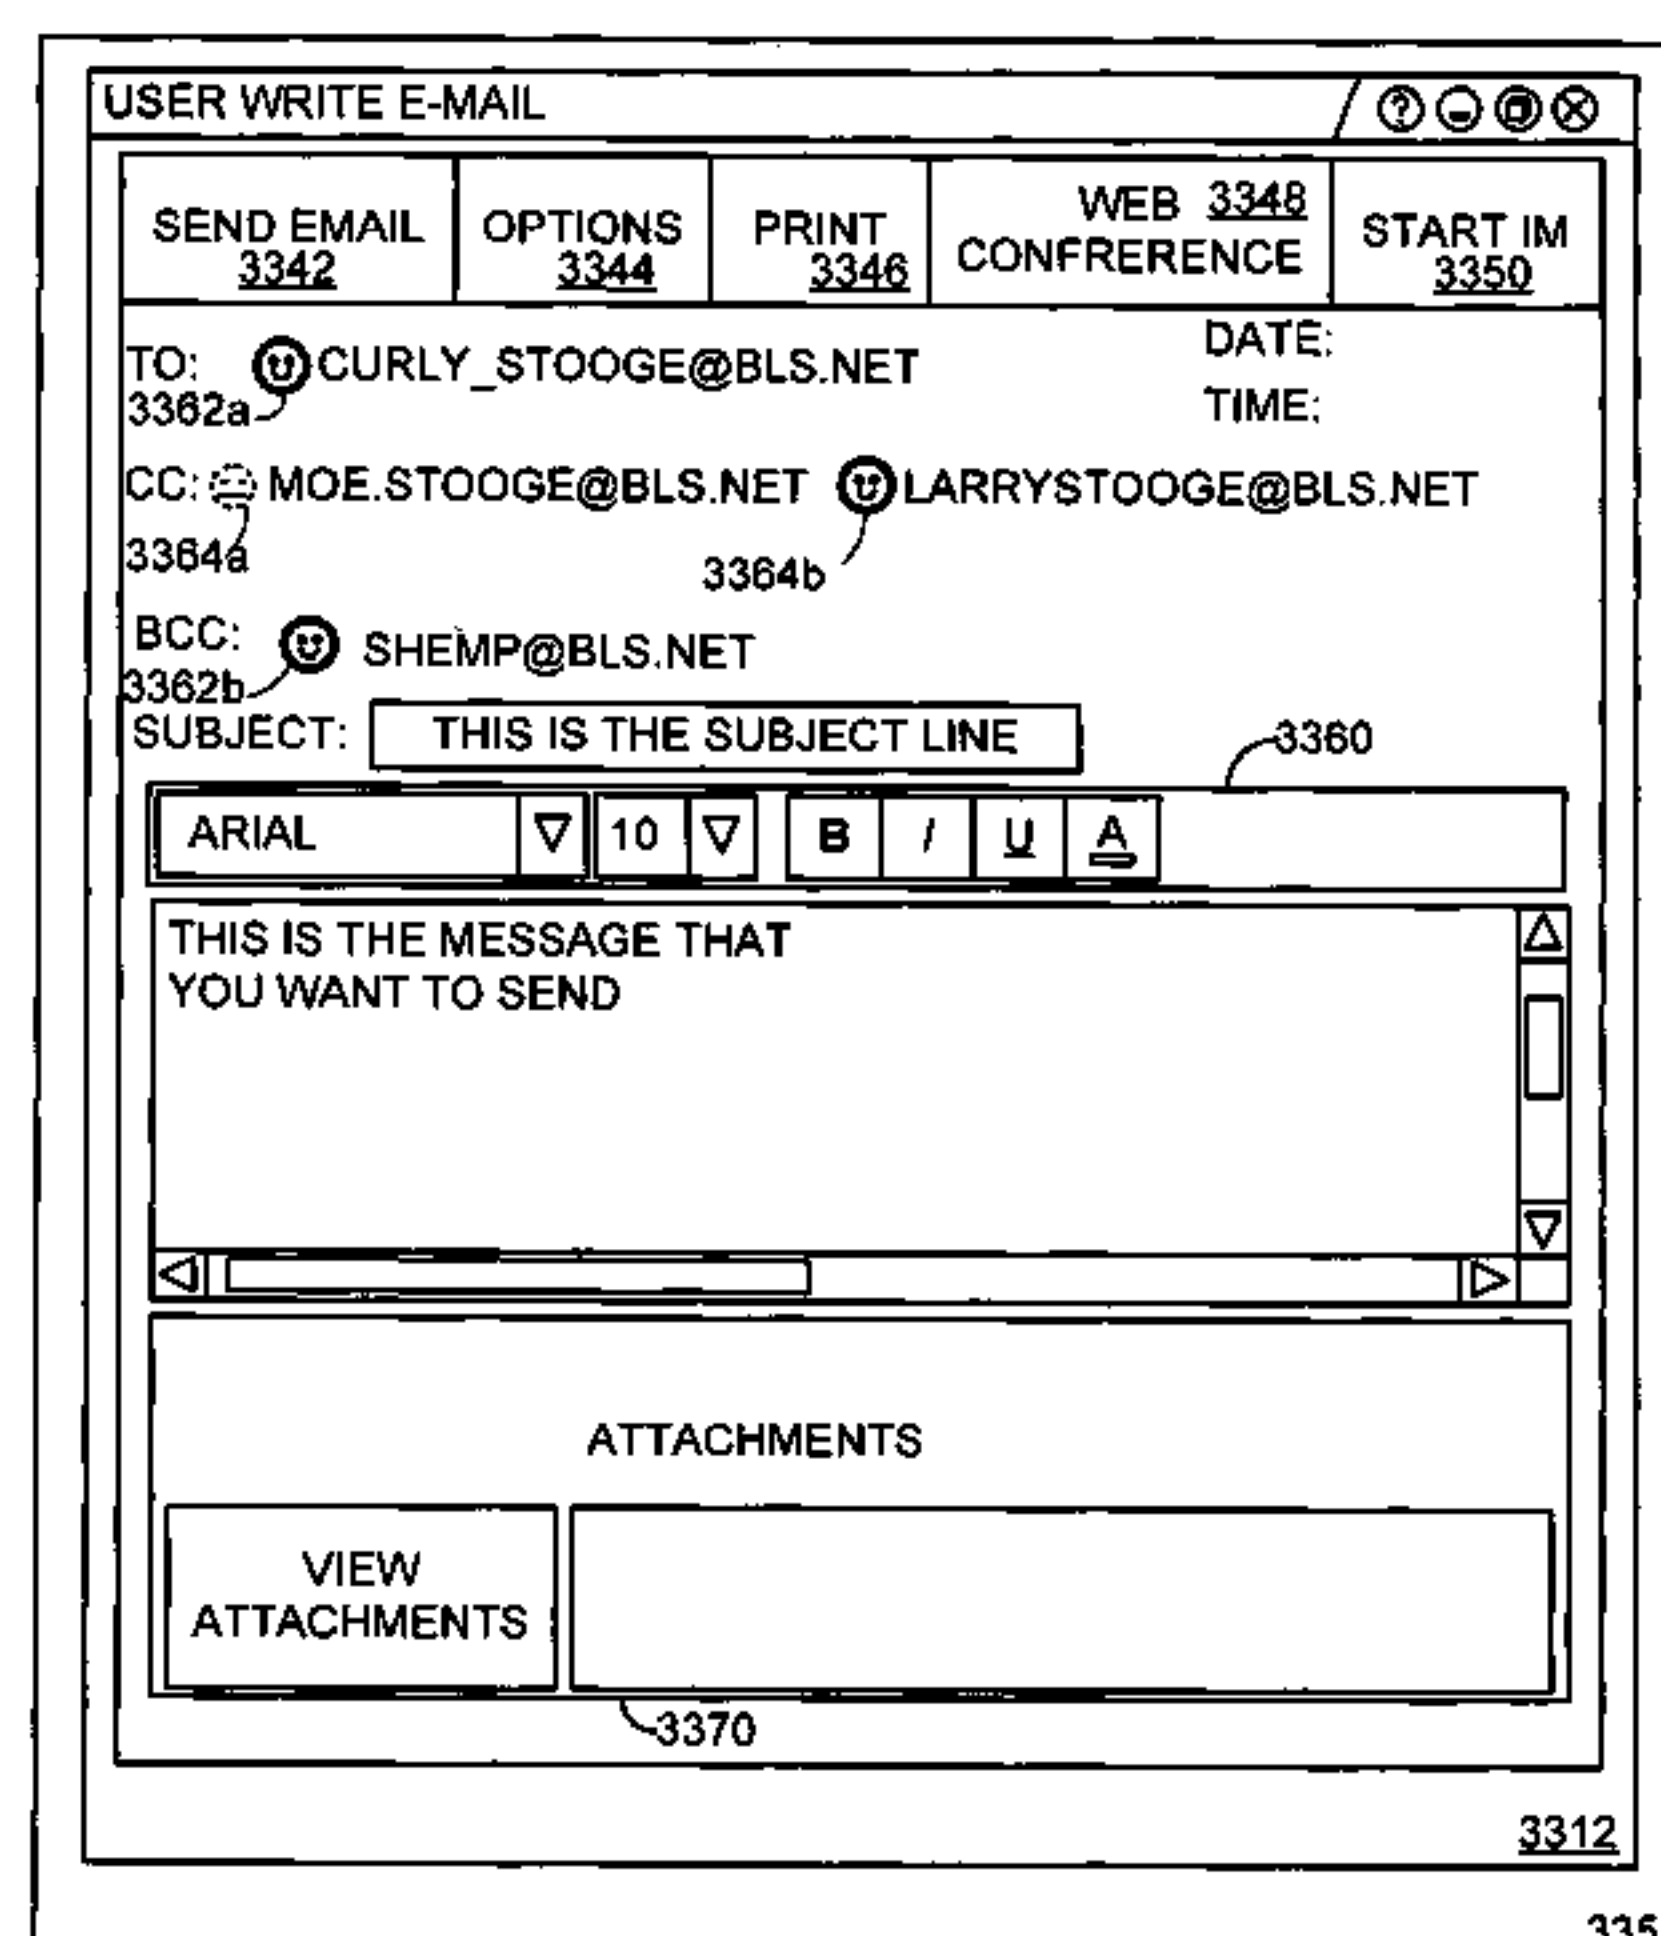 USER WRITE E-MAIL
SEND EMAIL
3342
OPTIONS
3344
PRINT
3346
WEB 3348
CONFRERENCE
START IM
3350
TO: CURLY_STOOGE@BLS.NET
3362a
DATE:
TIME:
CC: MOE.STOOGE@BLS.NET LARRYSTOOGE@BLS.NET
3364a
3364b
BCC: SHEMP@BLS.NET
3362b
SUBJECT: THIS IS THE SUBJECT LINE
3360
ARIAL 10 B I U A
THIS IS THE MESSAGE THAT
YOU WANT TO SEND
ATTACHMENTS
VIEW
ATTACHMENTS
3370
3312